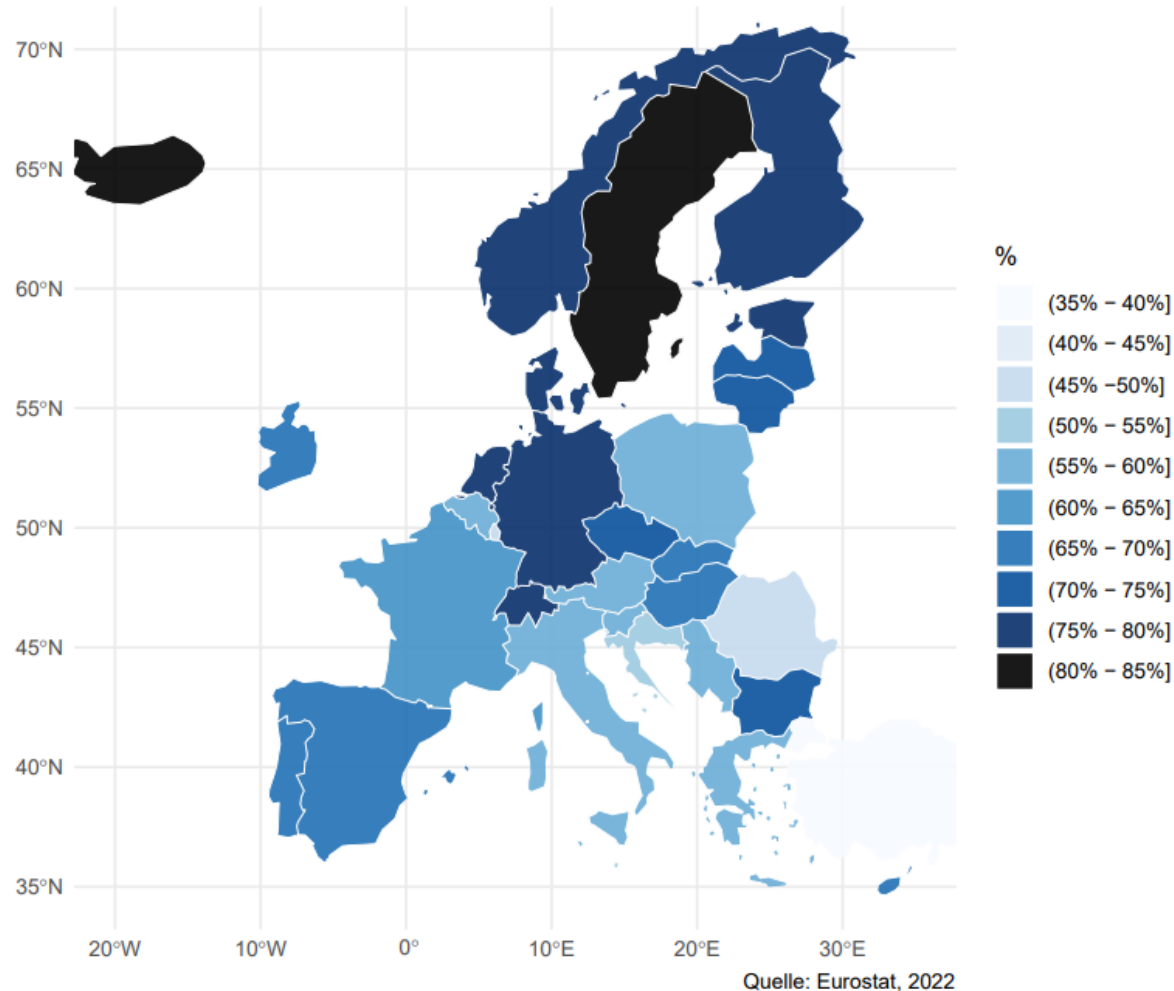 70°N
65°N
60°N
55°N
50°N
45°N
40°N
35°N
20°W
10°W
0°
10°E
20°E
30°E
%
(35% − 40%]
(40% − 45%]
(45% −50%]
(50% − 55%]
(55% − 60%]
(60% − 65%]
(65% − 70%]
(70% − 75%]
(75% − 80%]
(80% − 85%]
Quelle: Eurostat, 2022